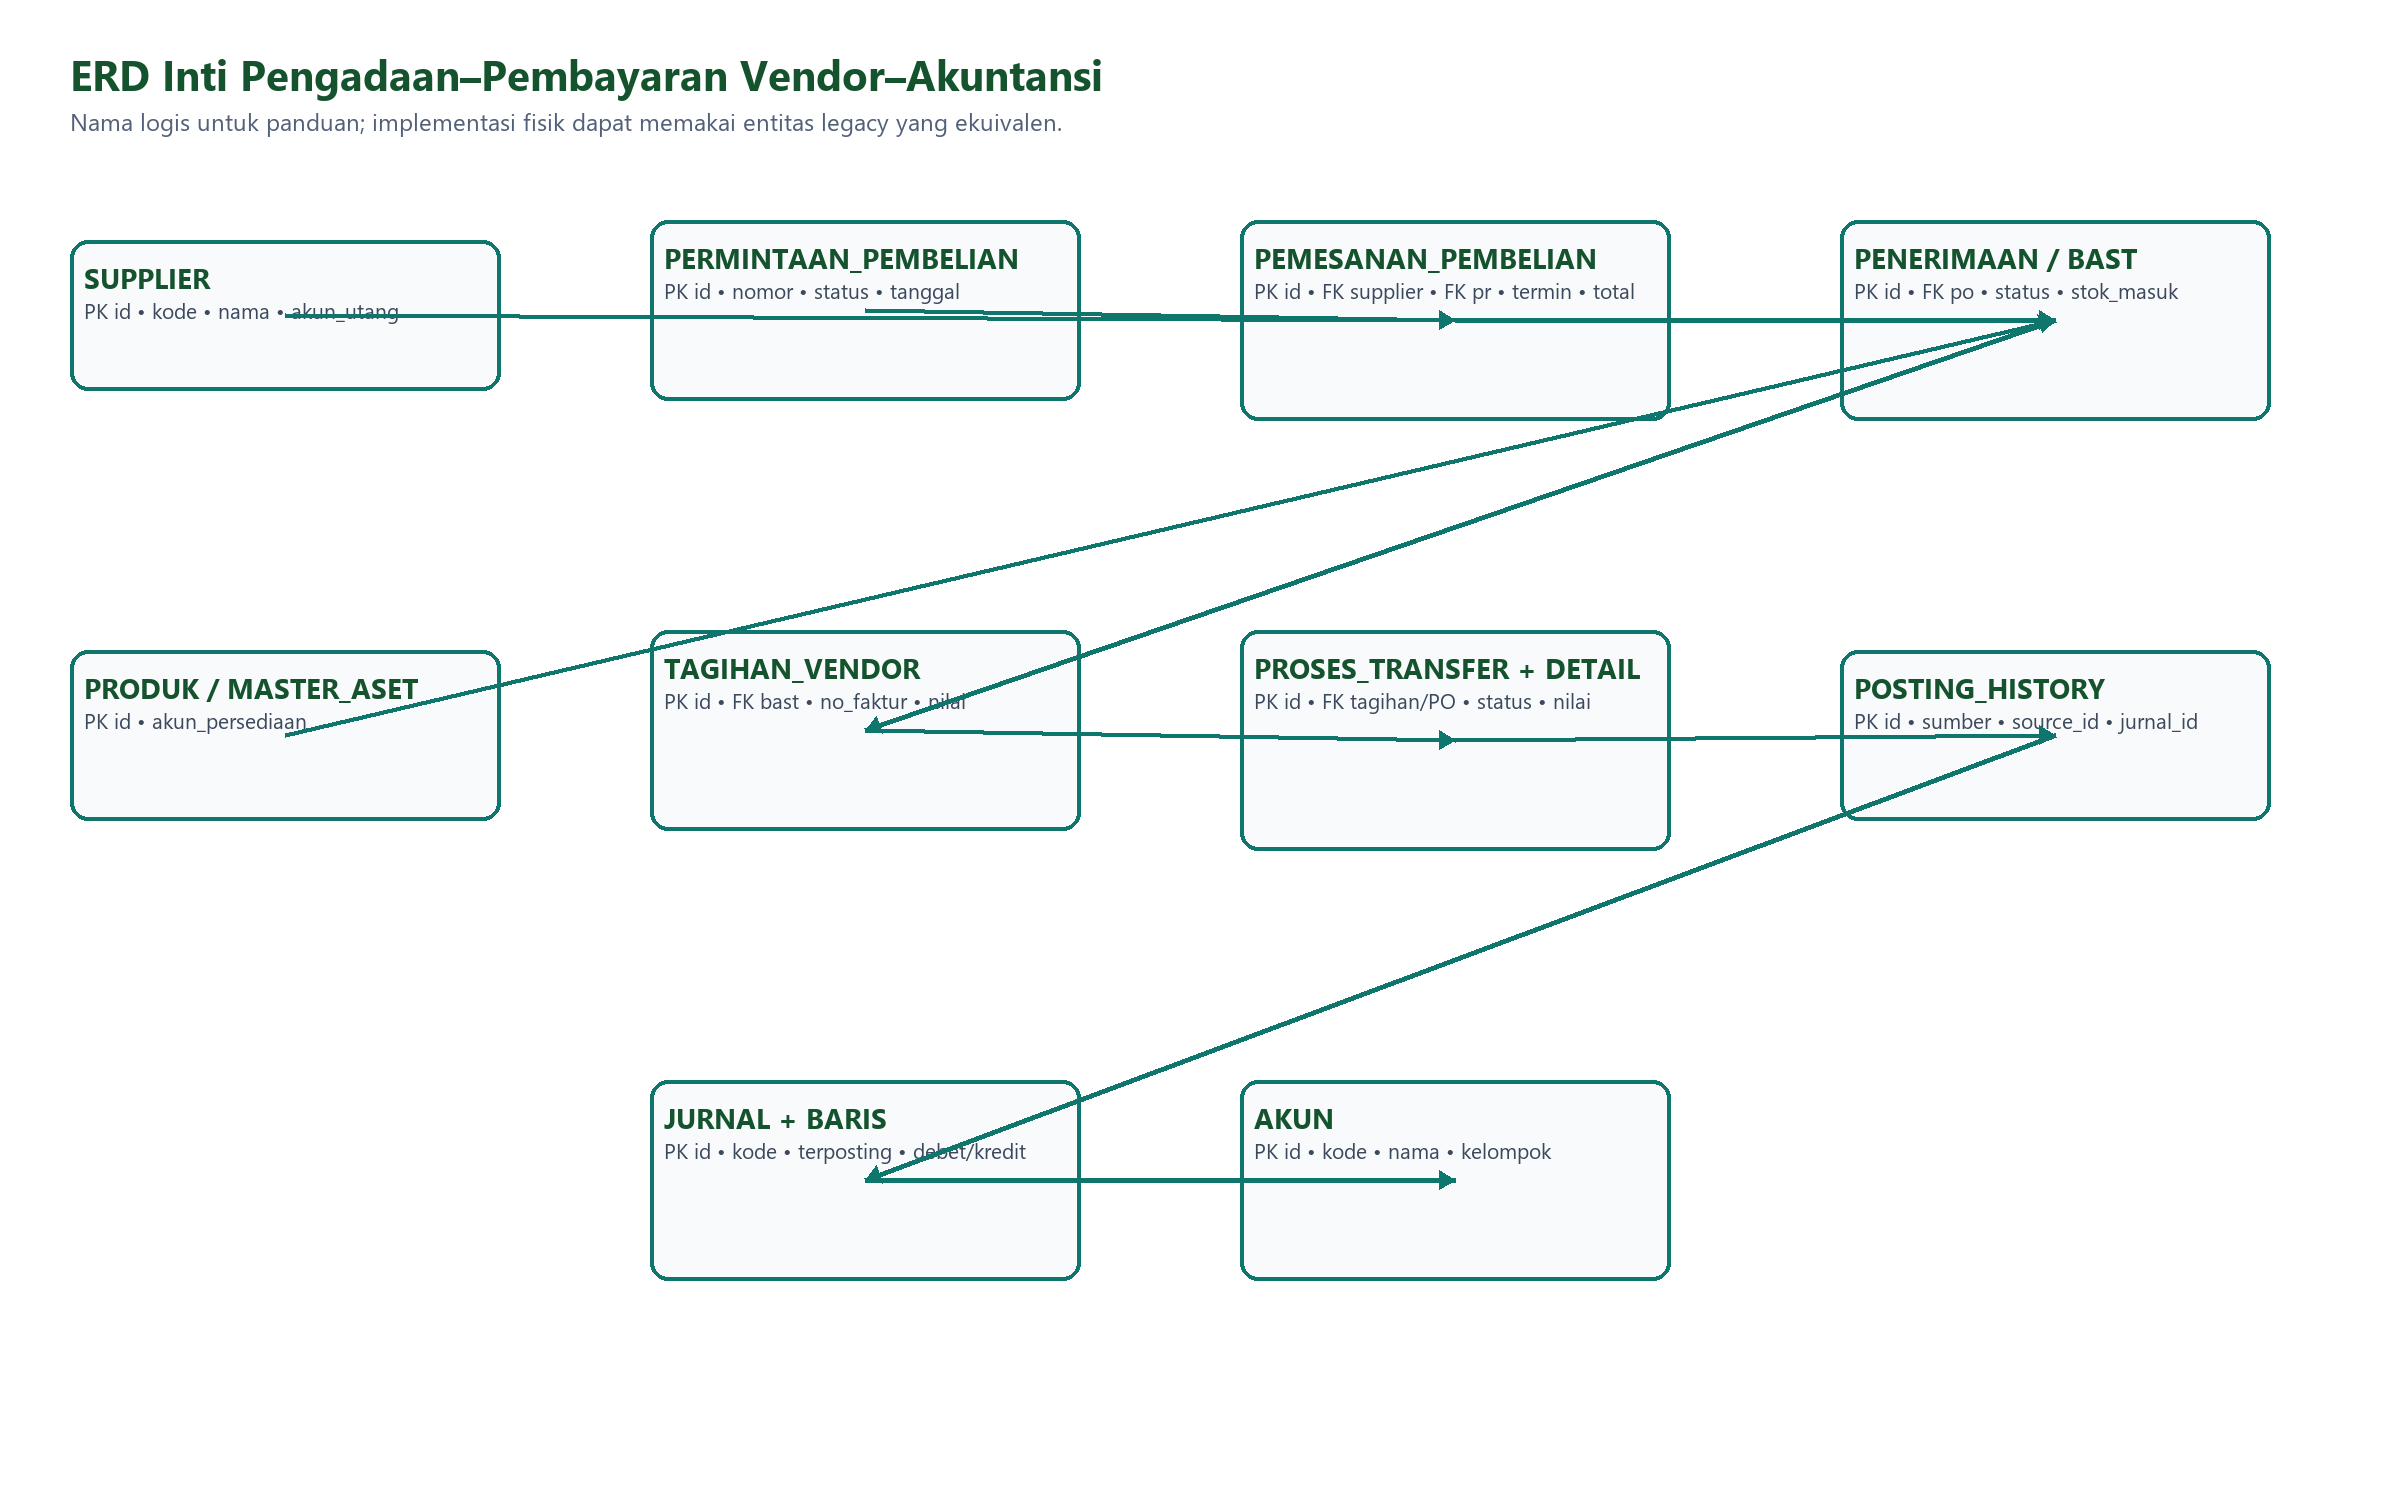 ERD Inti Pengadaan–Pembayaran Vendor–Akuntansi
Nama logis untuk panduan; implementasi fisik dapat memakai entitas legacy yang ekuivalen.
SUPPLIER
PK id • kode • nama • akun_utang
PERMINTAAN_PEMBELIAN
PK id • nomor • status • tanggal
PEMESANAN_PEMBELIAN
PK id • FK supplier • FK pr • termin • total
PENERIMAAN / BAST
PK id • FK po • status • stok_masuk
PRODUK / MASTER_ASET
PK id • akun_persediaan
TAGIHAN_VENDOR
PK id • FK bast • no_faktur • nilai
PROSES_TRANSFER + DETAIL
PK id • FK tagihan/PO • status • nilai
POSTING_HISTORY
PK id • sumber • source_id • jurnal_id
JURNAL + BARIS
PK id • kode • terposting • debet/kredit
AKUN
PK id • kode • nama • kelompok